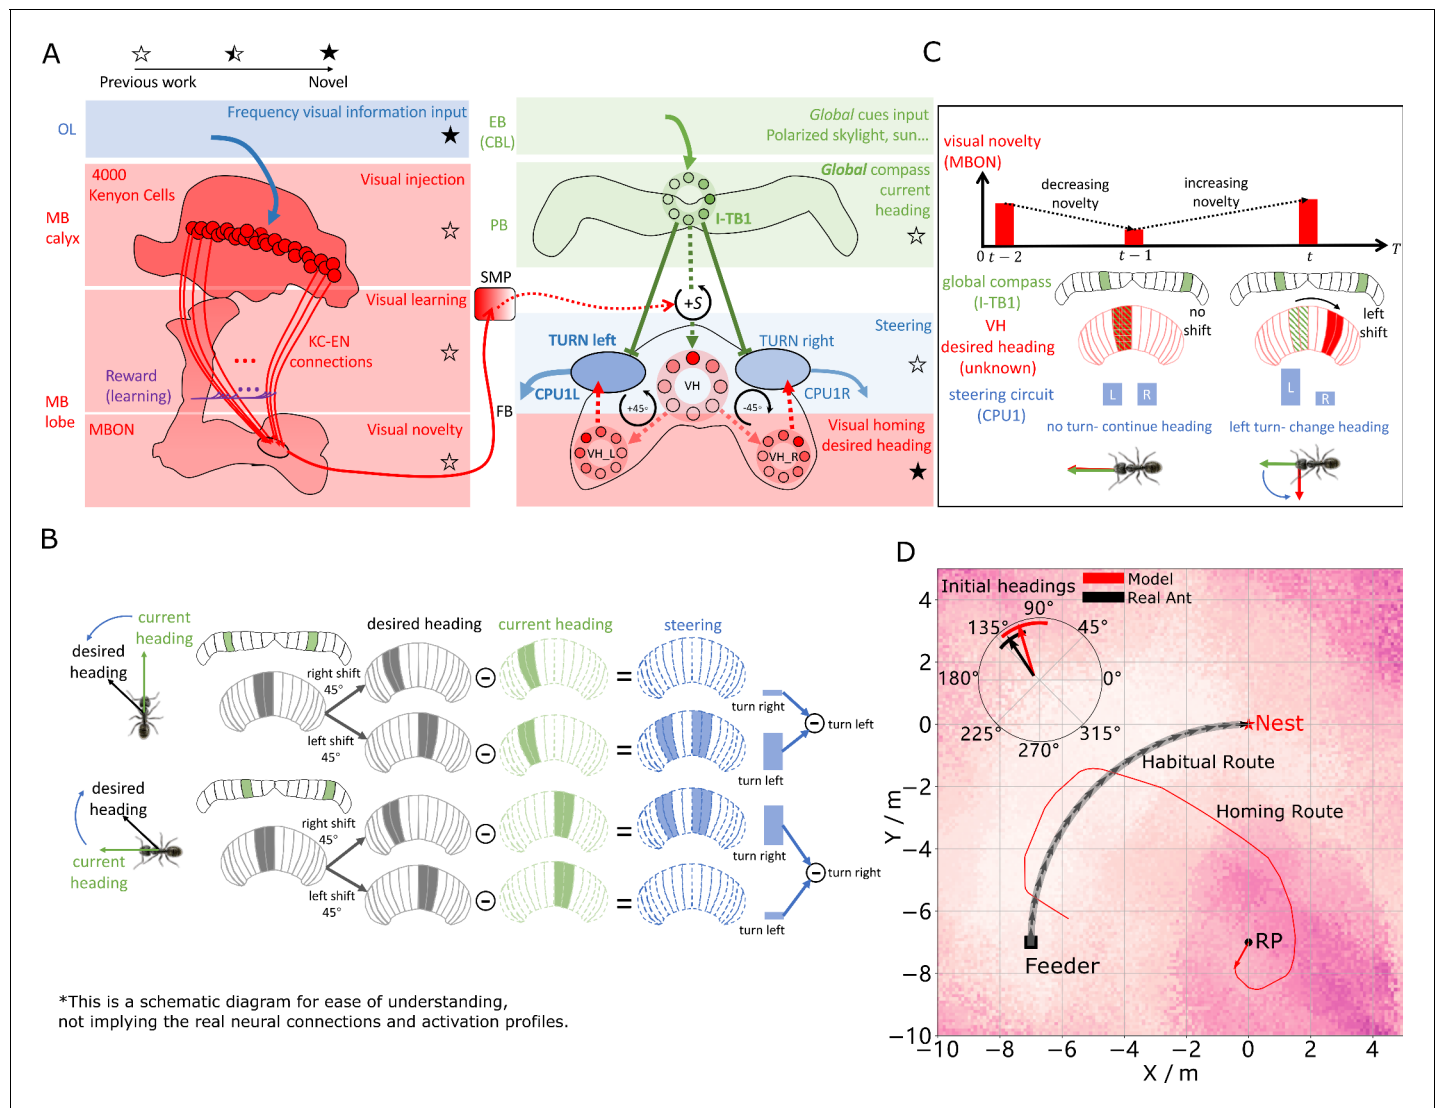 A
Previous work
Novel
OL
Frequency visual information input
4000
Kenyon Cells
Visual injection
MB
calyx
Visual learning
KC-EN
connections
Reward
(learning)
MB
lobe
MBON
Visual novelty
SMP
EB
(CBL)
Global cues input
Polarized skylight, sun...
Global compass
current
heading
PB
I-TB1
+S
Steering
TURN left
TURN right
VH
CPU1L
CPU1R
FB
+45°
-45°
VH_L
VH_R
Visual homing
desired heading
C
visual novelty
(MBON)
decreasing
novelty
increasing
novelty
0
t − 2
t − 1
t
T
global compass
(I-TB1)
no
shift
left
shift
VH
desired heading
(unknown)
steering circuit
(CPU1)
L
R
L
R
no turn- continue heading
left turn- change heading
B
current
heading
desired
heading
desired heading
current heading
steering
right shift
45°
left shift
45°
−
=
−
=
turn right
turn left
−
turn left
desired
heading
current
heading
right shift
45°
left shift
45°
−
=
−
=
turn right
turn left
−
turn right
*This is a schematic diagram for ease of understanding,
not implying the real neural connections and activation profiles.
D
Initial headings
Model
Real Ant
90°
135°
45°
180°
0°
225°
315°
270°
Nest
Habitual Route
Homing Route
RP
Feeder
4
2
0
−2
−4
−6
−8
−10
Y / m
−10
−8
−6
−4
−2
0
2
4
X / m